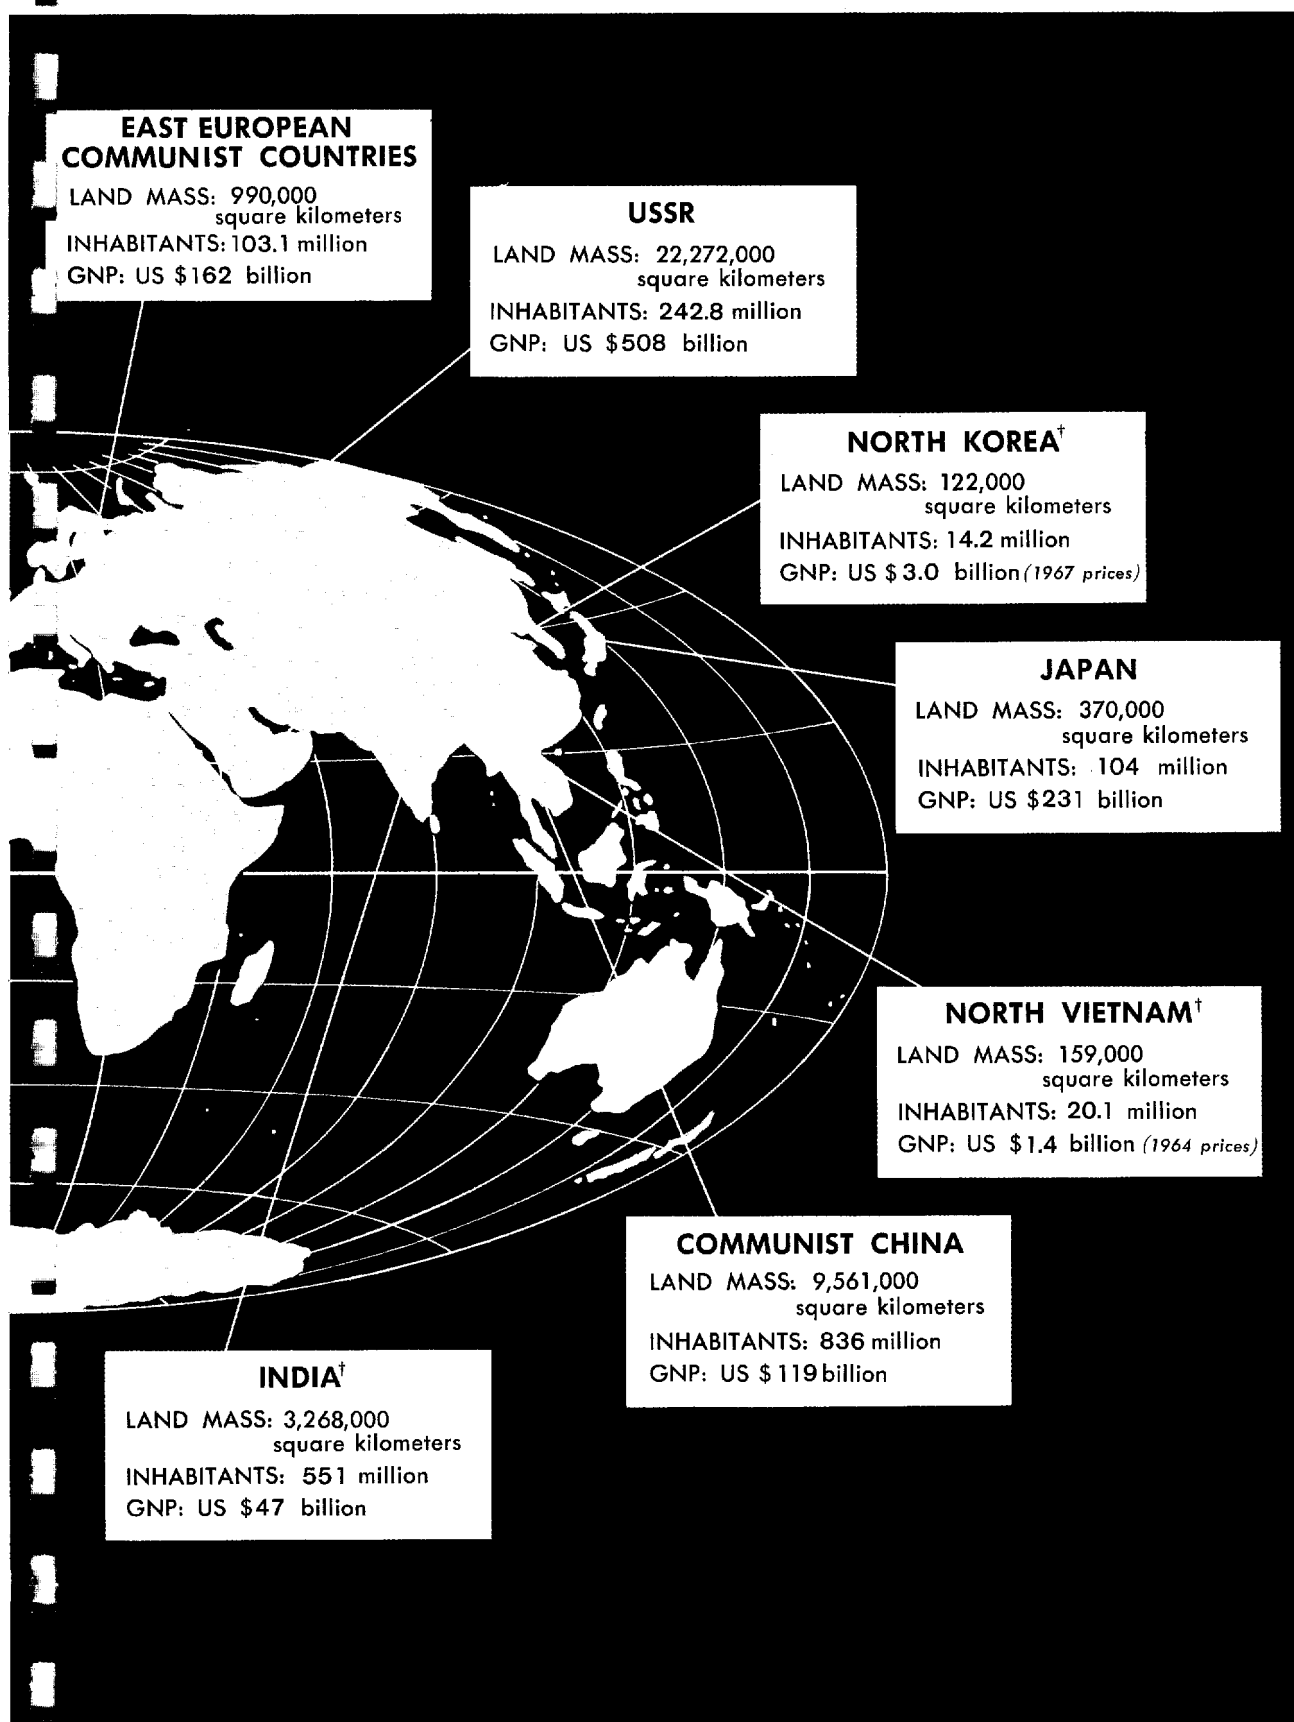 EAST EUROPEAN
COMMUNIST COUNTRIES
LAND MASS: 990,000
square kilometers
INHABITANTS: 103.1 million
GNP: US $162 billion
USSR
LAND MASS: 22,272,000
square kilometers
INHABITANTS: 242.8 million
GNP: US $508 billion
NORTH KOREA†
LAND MASS: 122,000
square kilometers
INHABITANTS: 14.2 million
GNP: US $3.0 billion (1967 prices)
JAPAN
LAND MASS: 370,000
square kilometers
INHABITANTS: 104 million
GNP: US $231 billion
NORTH VIETNAM†
LAND MASS: 159,000
square kilometers
INHABITANTS: 20.1 million
GNP: US $1.4 billion (1964 prices)
COMMUNIST CHINA
LAND MASS: 9,561,000
square kilometers
INHABITANTS: 836 million
GNP: US $119 billion
INDIA†
LAND MASS: 3,268,000
square kilometers
INHABITANTS: 551 million
GNP: US $47 billion